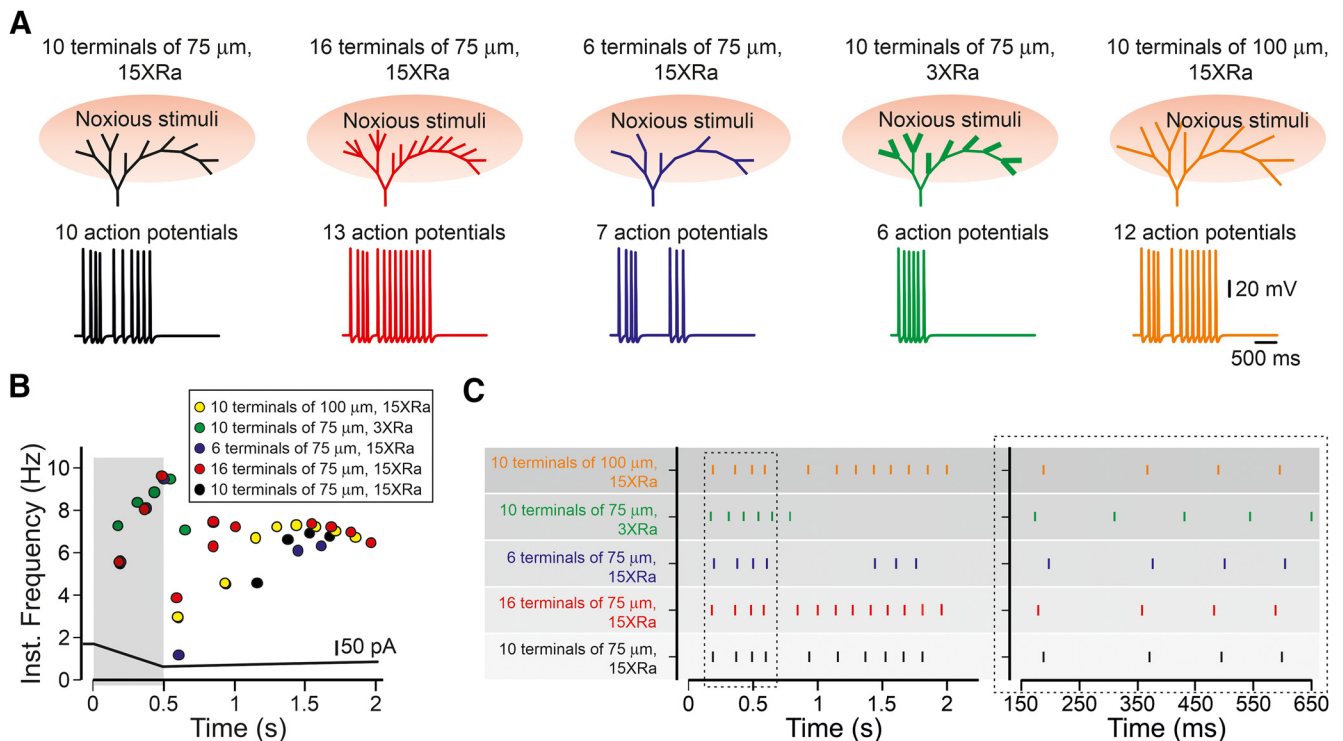 A
10 terminals of 75 μm,
15XRa
16 terminals of 75 μm,
15XRa
6 terminals of 75 μm,
15XRa
10 terminals of 75 μm,
3XRa
10 terminals of 100 μm,
15XRa
Noxious stimuli
Noxious stimuli
Noxious stimuli
Noxious stimuli
Noxious stimuli
10 action potentials
13 action potentials
7 action potentials
6 action potentials
12 action potentials
20 mV
500 ms
B
10 terminals of 100 μm, 15XRa
10 terminals of 75 μm, 3XRa
6 terminals of 75 μm, 15XRa
16 terminals of 75 μm, 15XRa
10 terminals of 75 μm, 15XRa
Inst. Frequency (Hz)
10
8
6
4
2
0
50 pA
0 0.5 1 1.5 2
Time (s)
C
10 terminals of 100 μm,
15XRa
10 terminals of 75 μm,
3XRa
6 terminals of 75 μm,
15XRa
16 terminals of 75 μm,
15XRa
10 terminals of 75 μm,
15XRa
0 0.5 1 1.5 2
Time (s)
150 250 350 450 550 650
Time (ms)